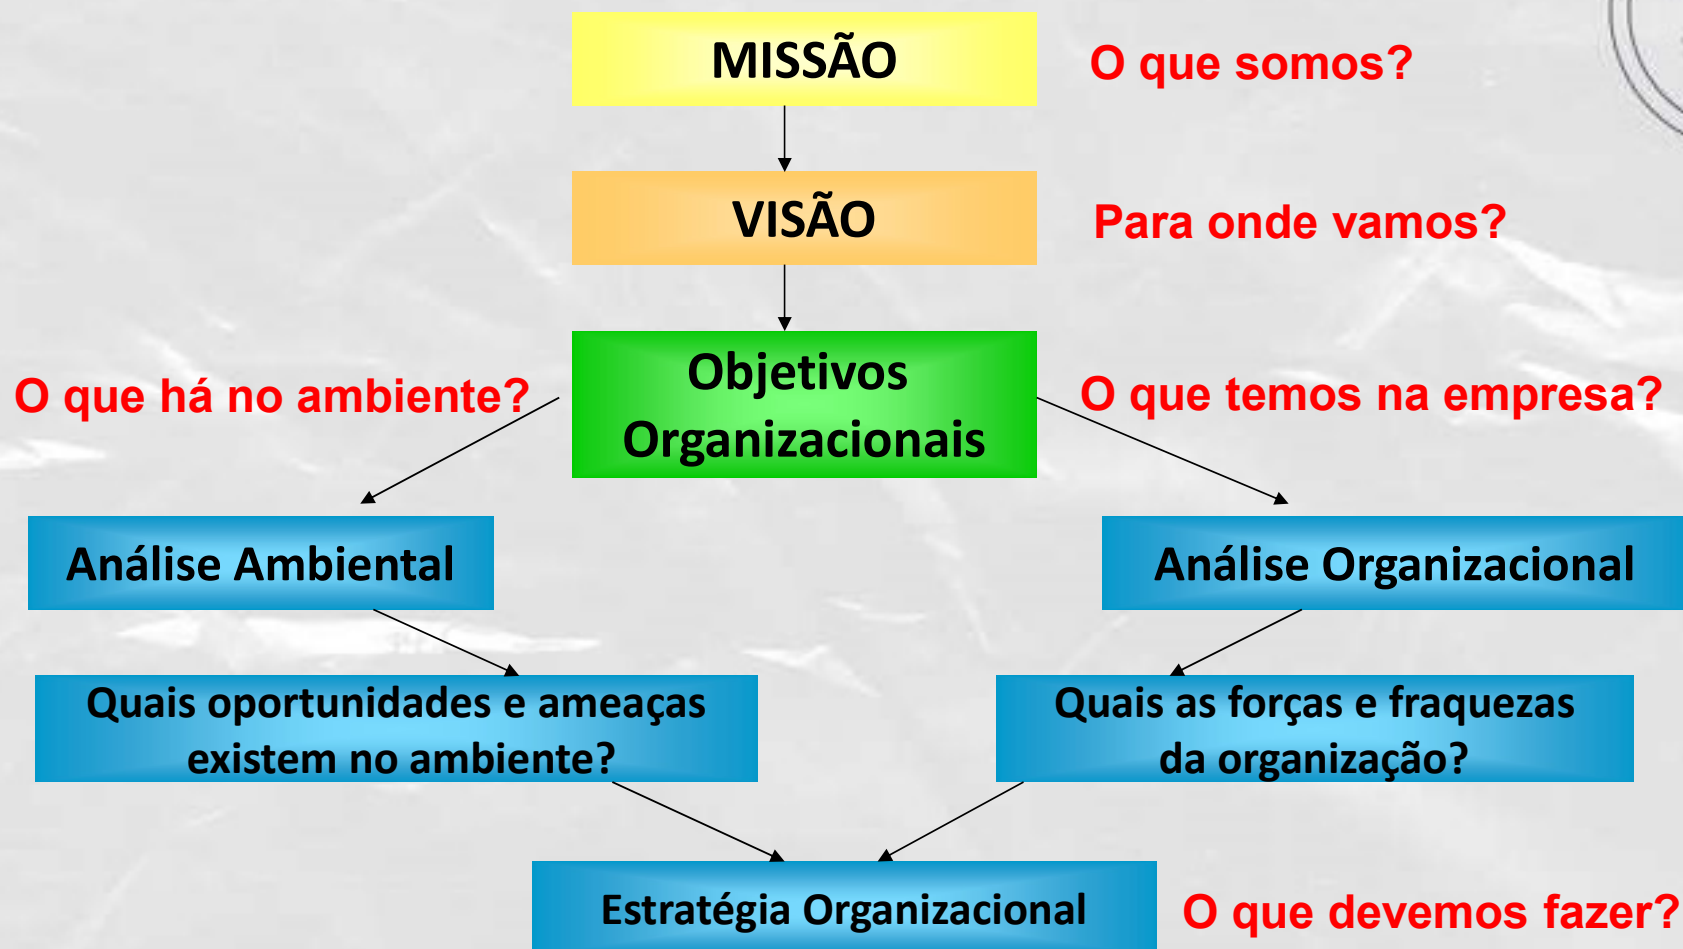 MISSÃO
O que somos?
VISÃO
Para onde vamos?
O que há no ambiente?
Objetivos
Organizacionais
O que temos na empresa?
Análise Ambiental
Análise Organizacional
Quais oportunidades e ameaças
existem no ambiente?
Quais as forças e fraquezas
da organização?
Estratégia Organizacional
O que devemos fazer?